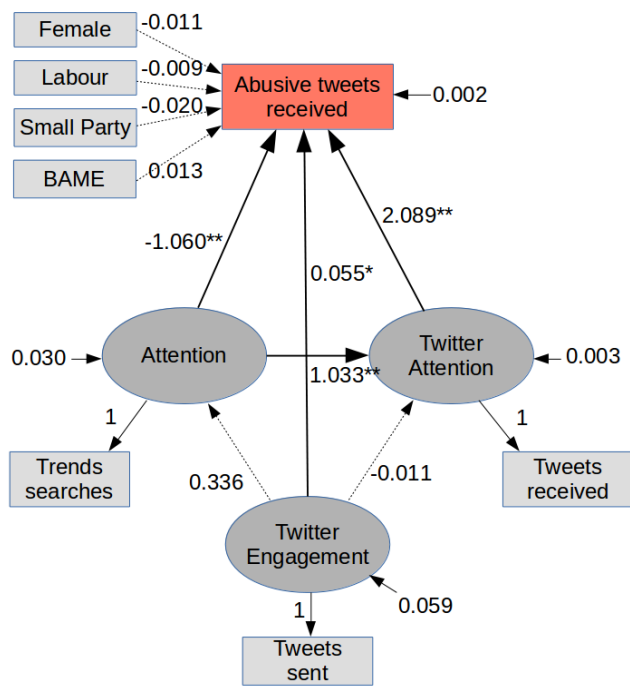 Female
-0.011
Labour
-0.009
Small Party
-0.020
BAME
0.013
Abusive tweets
received
0.002
-1.060**
0.055*
2.089**
0.030
Attention
1.033**
Twitter
Attention
0.003
1
Trends
searches
0.336
-0.011
1
Tweets
received
Twitter
Engagement
0.059
1
Tweets
sent